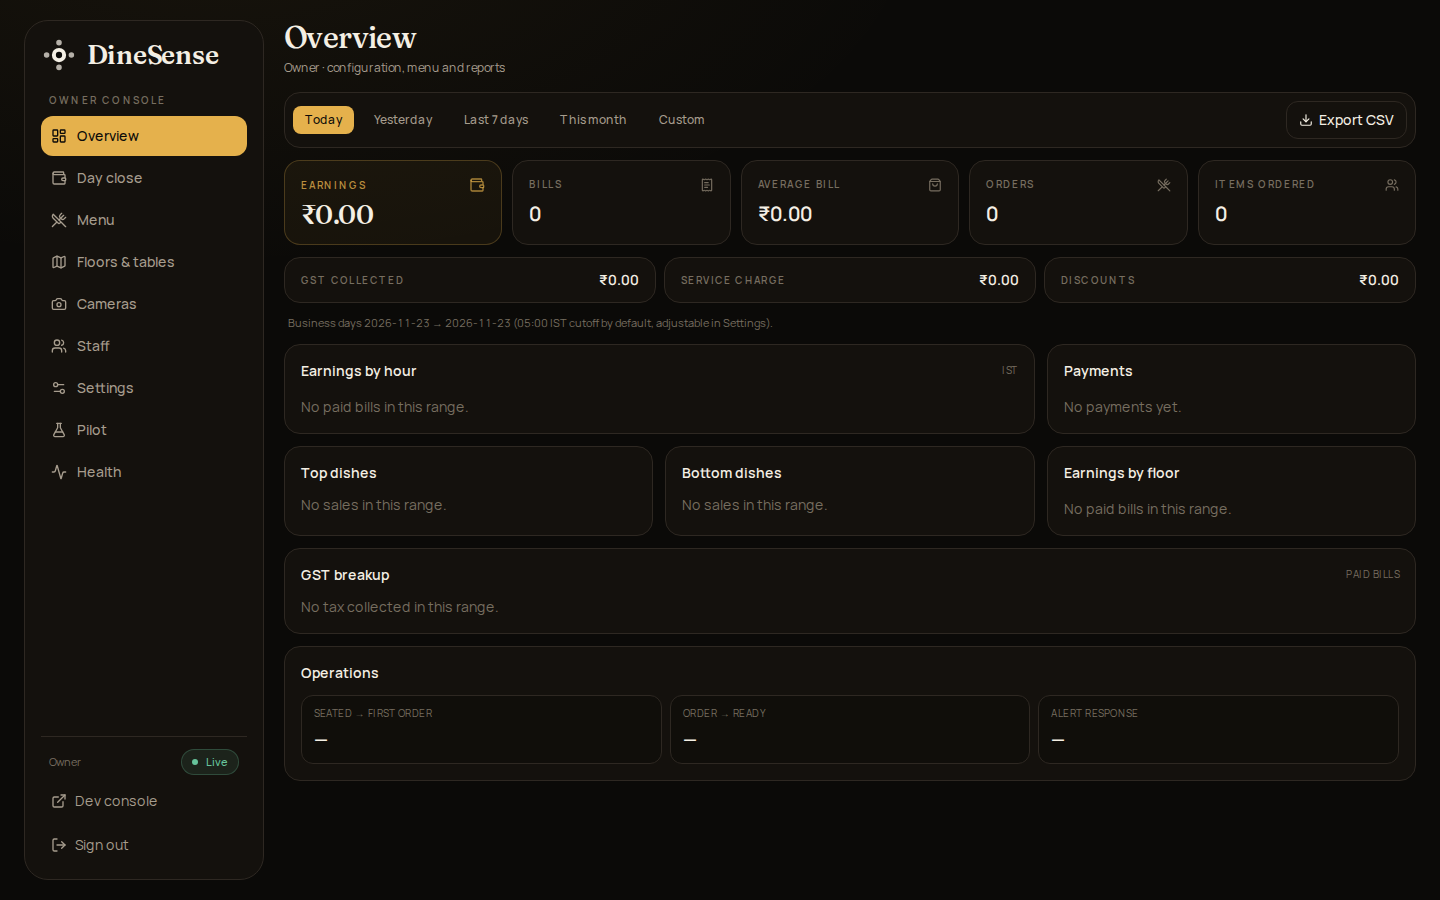 DineSense
OWNER CONSOLE
Overview
Day close
Menu
Floors & tables
Cameras
Staff
Settings
Pilot
Health
Owner
Live
Dev console
Sign out
Overview
Owner · configuration, menu and reports
Today Yesterday Last 7 days This month Custom Export CSV
EARNINGS
₹0.00
BILLS
0
AVERAGE BILL
₹0.00
ORDERS
0
ITEMS ORDERED
0
GST COLLECTED ₹0.00
SERVICE CHARGE ₹0.00
DISCOUNTS ₹0.00
Business days 2026-11-23 → 2026-11-23 (05:00 IST cutoff by default, adjustable in Settings).
Earnings by hour IST
No paid bills in this range.
Payments
No payments yet.
Top dishes
No sales in this range.
Bottom dishes
No sales in this range.
Earnings by floor
No paid bills in this range.
GST breakup PAID BILLS
No tax collected in this range.
Operations
SEATED → FIRST ORDER
—
ORDER → READY
—
ALERT RESPONSE
—